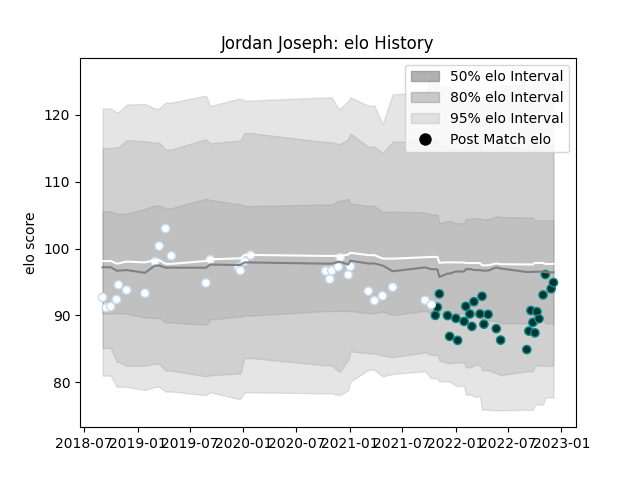 Jordan Joseph: elo History
50% elo Interval
80% elo Interval
95% elo Interval
Post Match elo
elo score
120
110
100
90
80
2018-07 2019-01 2019-07 2020-01 2020-07 2021-01 2021-07 2022-01 2022-07 2023-01